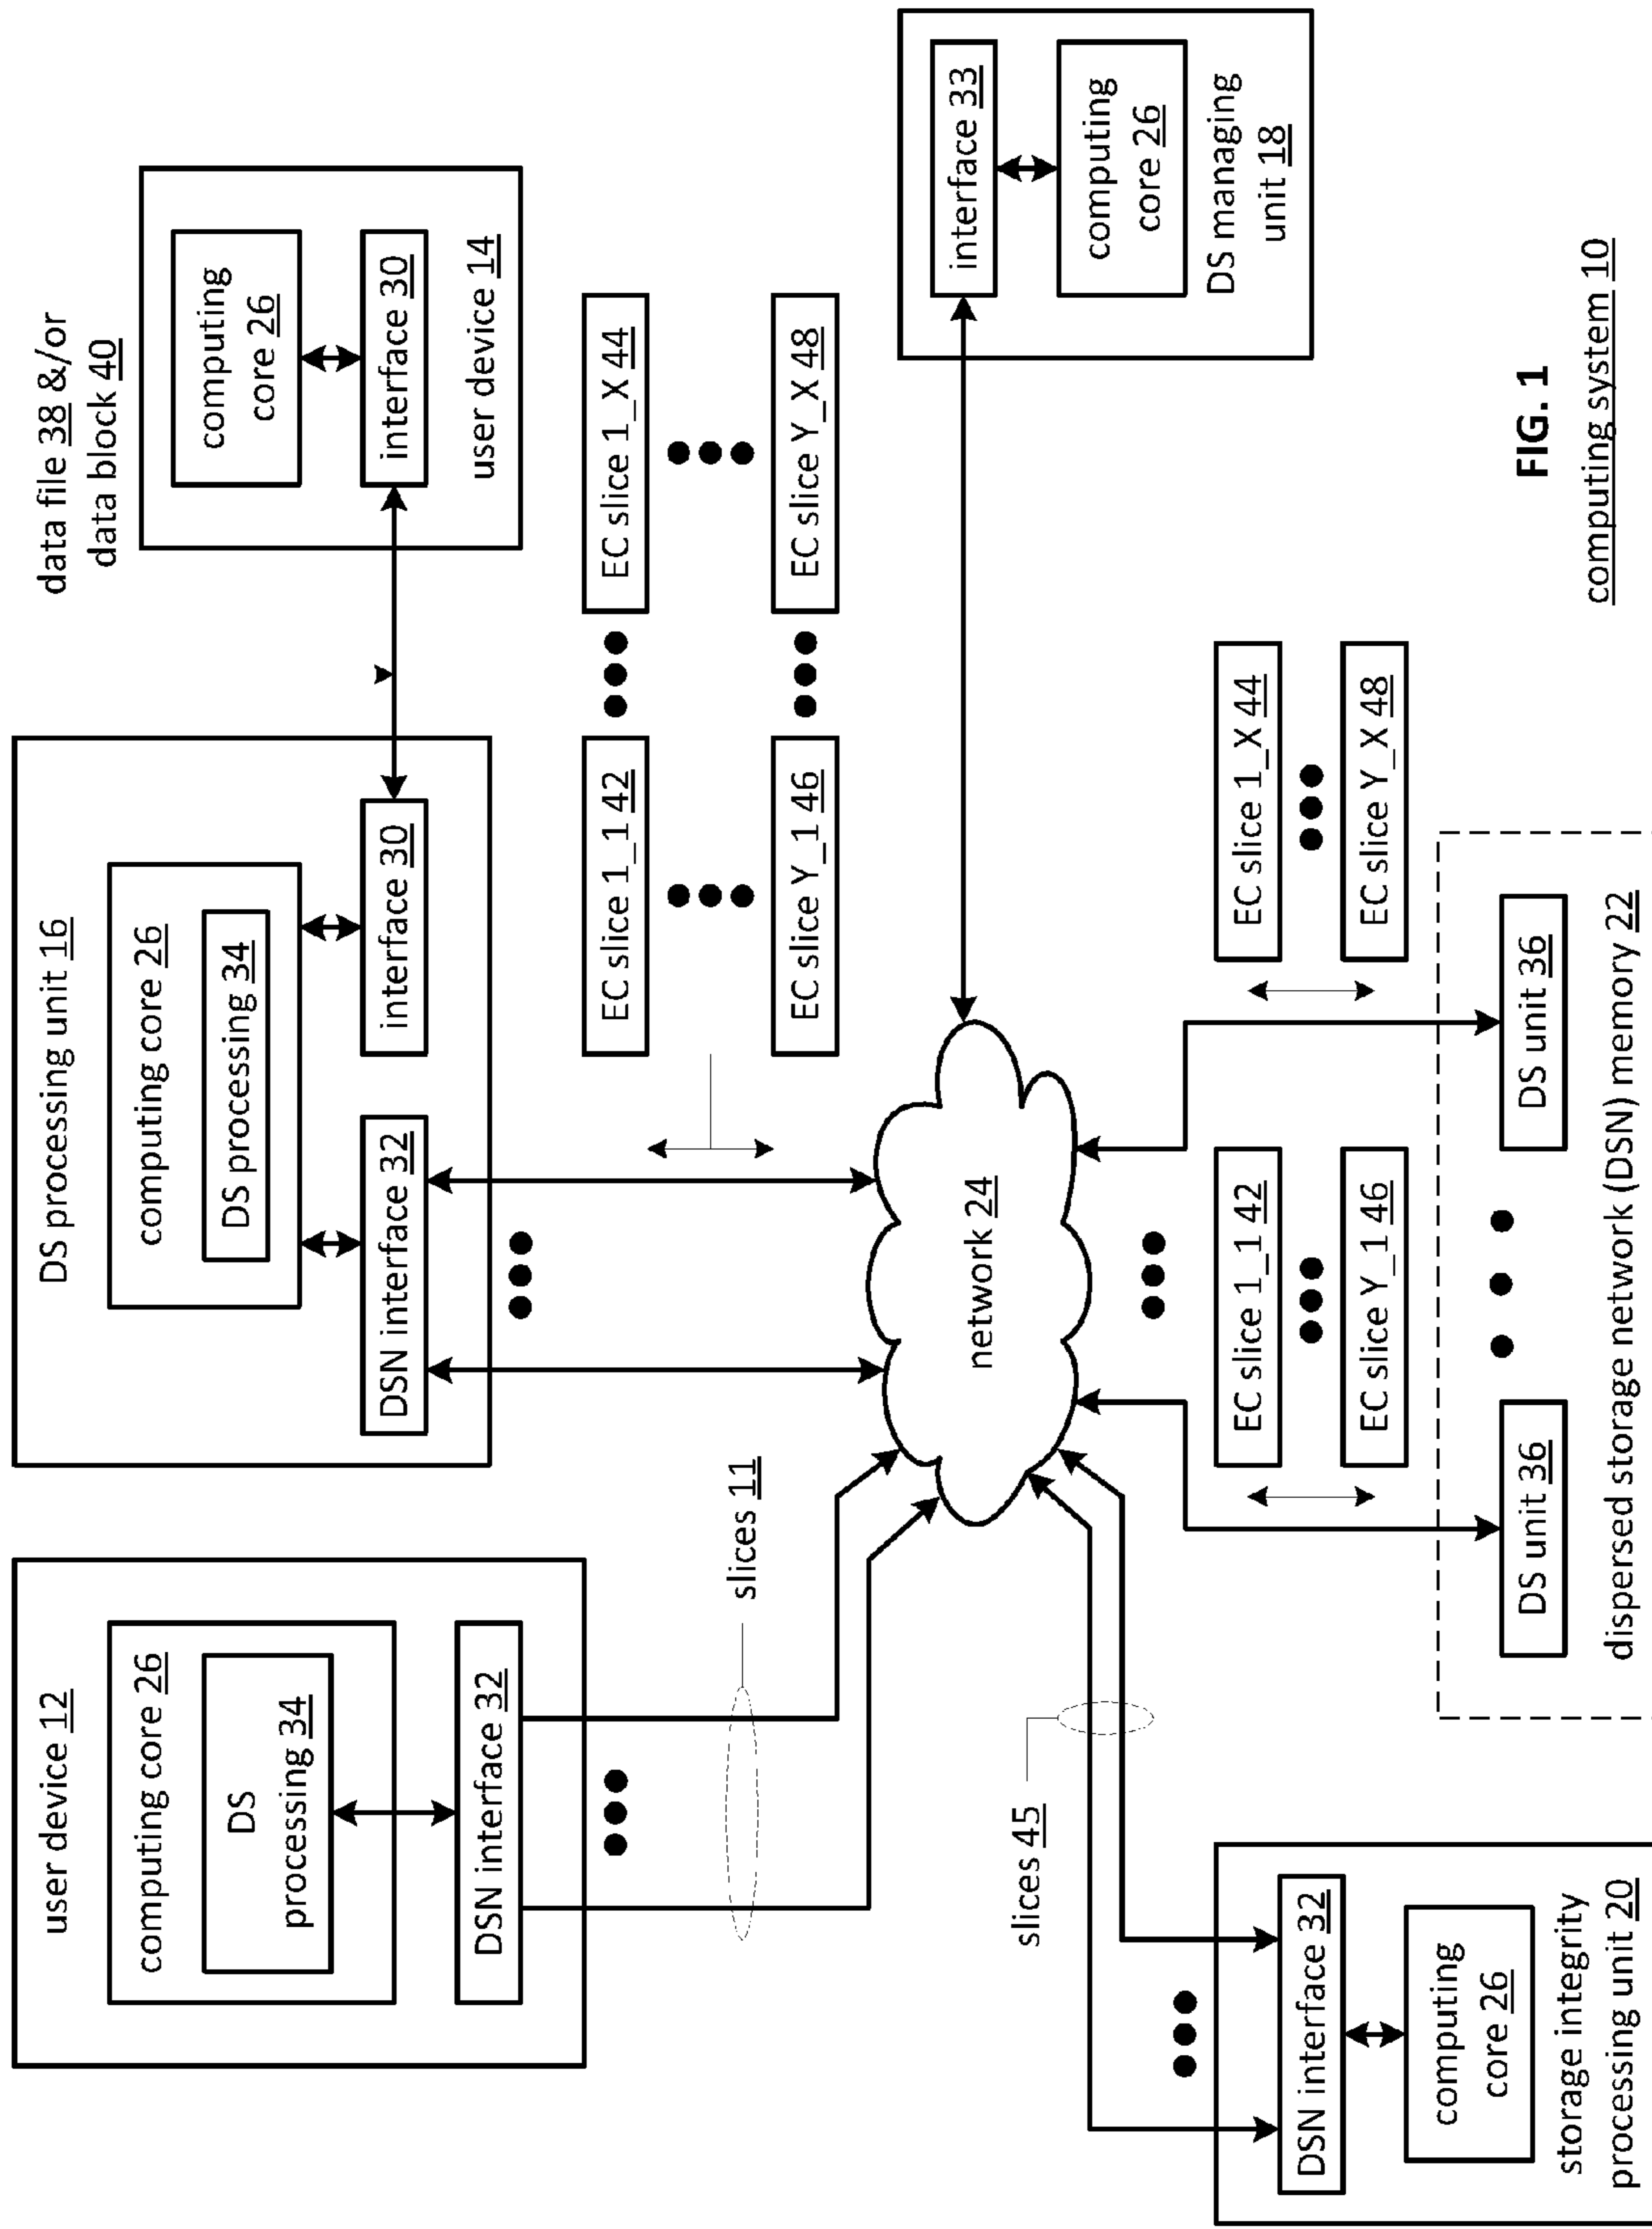 user device 12
computing core 26
DS
processing 34
DSN interface 32
slices 11
DS processing unit 16
computing core 26
DS processing 34
DSN interface 32
interface 30
data file 38 &/or
data block 40
computing
core 26
interface 30
user device 14
EC slice 1_1 42
EC slice 1_X 44
EC slice Y_1 46
EC slice Y_X 48
network 24
interface 33
computing
core 26
DS managing
unit 18
slices 45
DSN interface 32
computing
core 26
storage integrity
processing unit 20
EC slice 1_1 42
EC slice Y_1 46
EC slice 1_X 44
EC slice Y_X 48
DS unit 36
DS unit 36
dispersed storage network (DSN) memory 22
FIG. 1
computing system 10